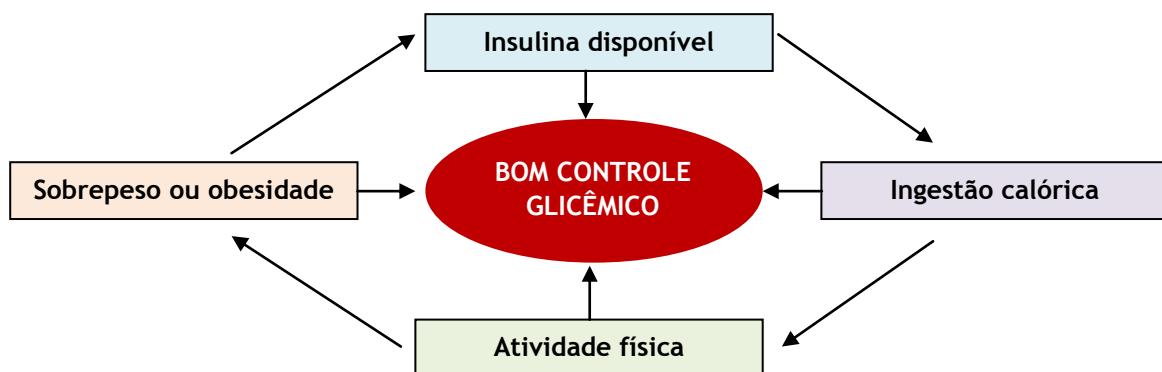 Insulina disponível
BOM CONTROLE
GLICÊMICO
Sobrepeso ou obesidade
Ingestão calórica
Atividade física